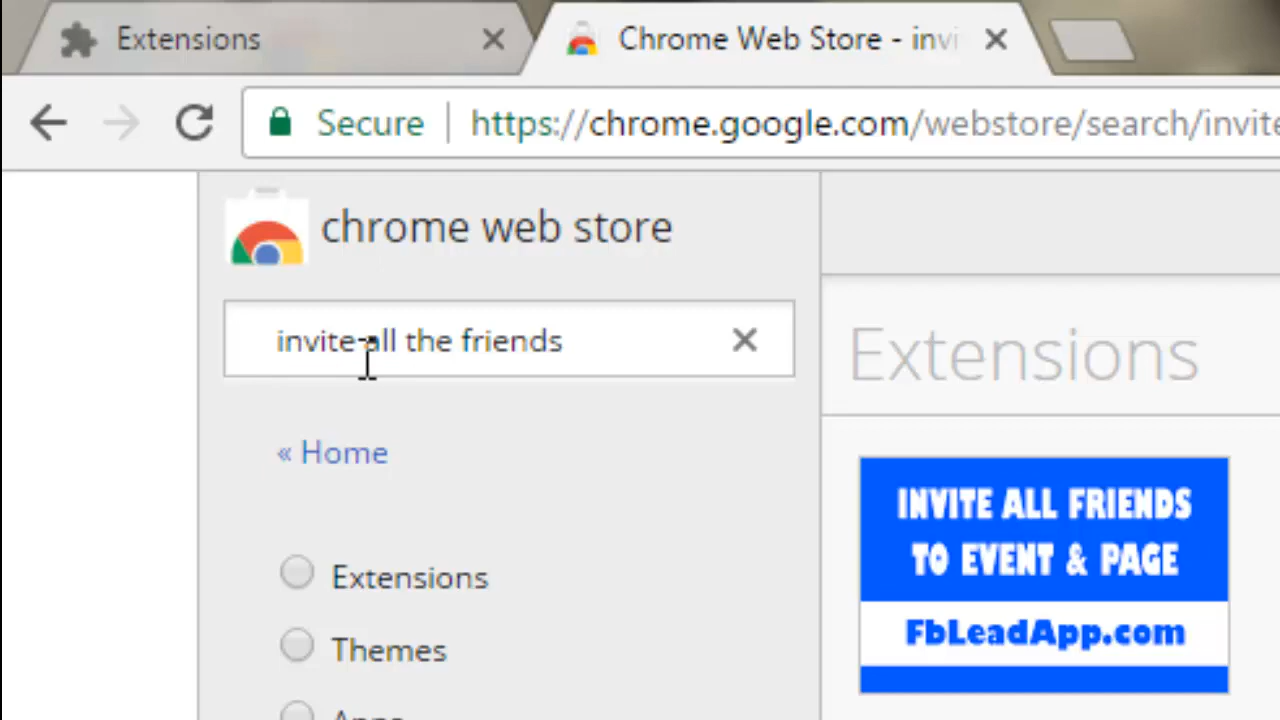 Extensions
Chrome Web Store - invi
Secure
https://chrome.google.com/webstore/search/invite
chrome web store
invite all the friends
Extensions
« Home
INVITE ALL FRIENDS
TO EVENT & PAGE
FbLeadApp.com
Extensions
Themes
Apps